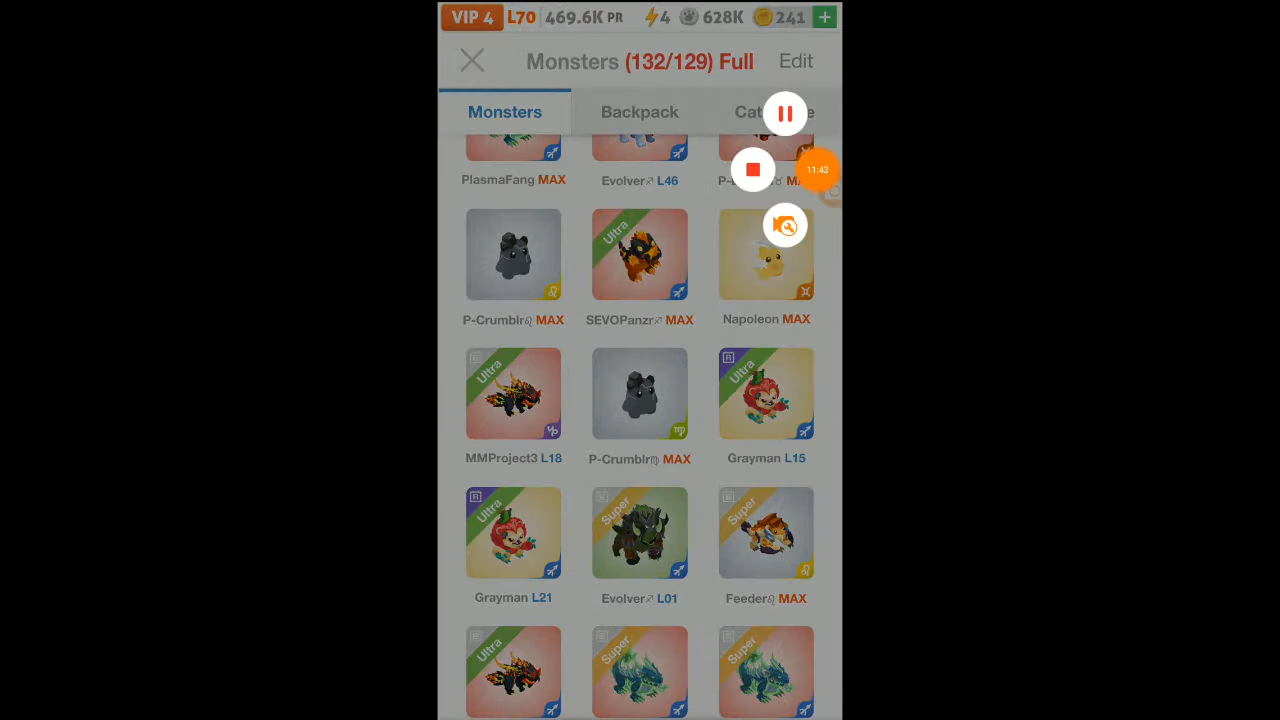 VIP 4 L70 469.6K PR 4 628K 241 +
Monsters (132/129) Full Edit
Monsters Backpack Cat e
11:43
PlasmaFang MAX Evolver♐ L46
Ultra
P-Crumblr♌ MAX SEVOPanzr♐ MAX Napoleon MAX
Ultra Ultra
MMProject3 L18 P-Crumblr♍ MAX Grayman L15
Ultra Super Super
Grayman L21 Evolver♐ L01 Feeder♌ MAX
Ultra Super Super